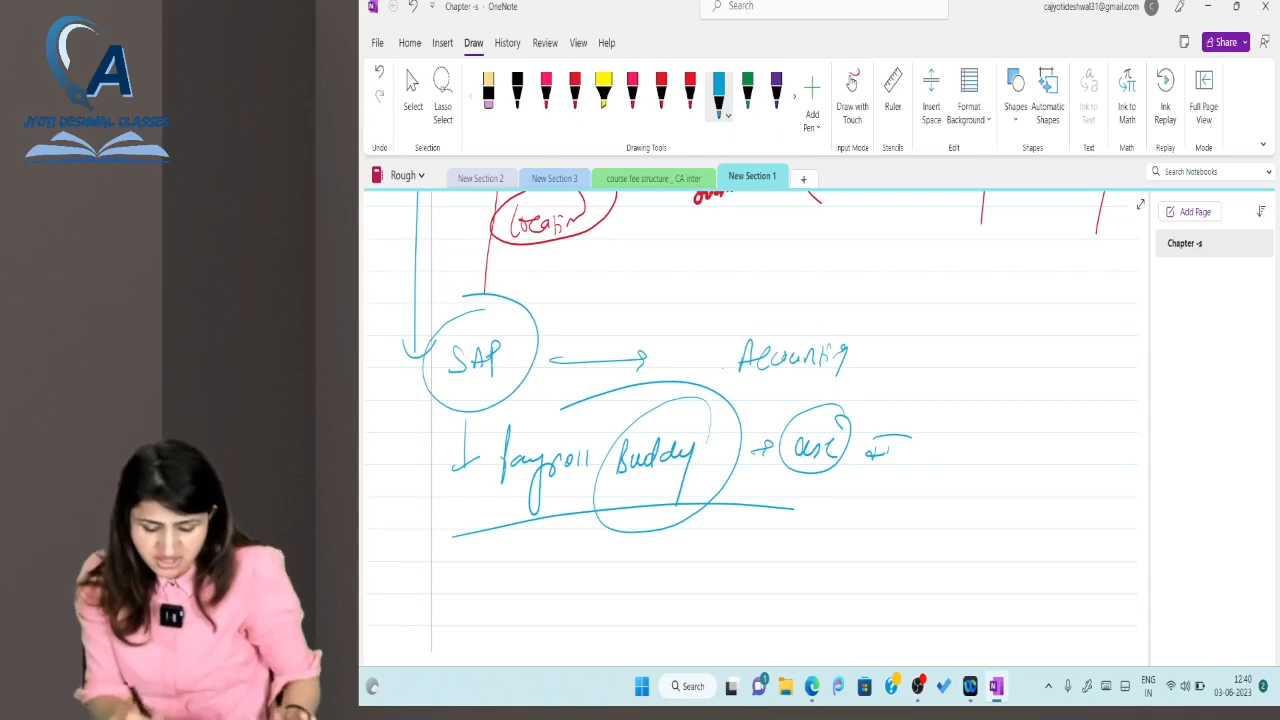 CA
JYOTI DESHWAL CLASSES
Chapter -s - OneNote
Search
cajyotideshwal31@gmail.com
C
File Home Insert Draw History Review View Help
Share
Select
Lasso Select
Add Pen
Draw with Touch
Ruler
Insert Space
Format Background
Shapes
Automatic Shapes
Ink to Text
Ink to Math
Ink Replay
Full Page View
Undo Selection Drawing Tools Input Mode Stencils Edit Shapes Math Replay Mode
Rough New Section 2 New Section 3 course fee structure _ CA inter New Section 1 + Search Notebooks
Add Page
Chapter -s
Location
SAP Accounting
Payroll Buddy
Search
ENG IN
12:40
03-06-2023
2